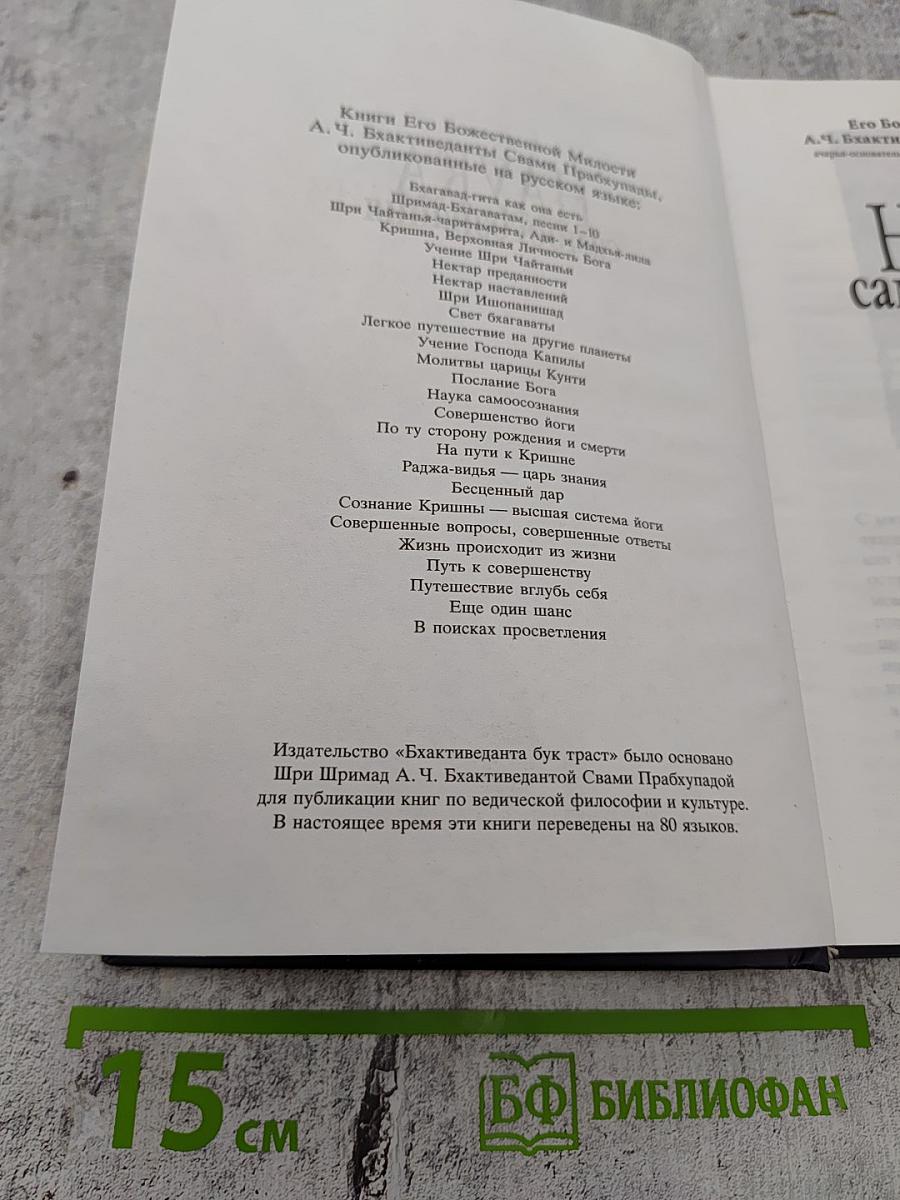 Книги Его Божественной Милости
А. Ч. Бхактиведанты Свами Прабхупады,
опубликованные на русском языке:
Бхагавад-гита как она есть
Шримад-Бхагаватам, песни 1–10
Шри Чайтанья-чаритамрита, Ади- и Мадхья-лила
Кришна, Верховная Личность Бога
Учение Шри Чайтаньи
Нектар преданности
Нектар наставлений
Шри Ишопанишад
Свет бхагаваты
Легкое путешествие на другие планеты
Учение Господа Капилы
Молитвы царицы Кунти
Послание Бога
Наука самоосознания
Совершенство йоги
По ту сторону рождения и смерти
На пути к Кришне
Раджа-видья — царь знания
Бесценный дар
Сознание Кришны — высшая система йоги
Совершенные вопросы, совершенные ответы
Жизнь происходит из жизни
Путь к совершенству
Путешествие вглубь себя
Еще один шанс
В поисках просветления
Издательство «Бхактиведанта бук траст» было основано
Шри Шримад А. Ч. Бхактиведантой Свами Прабхупадой
для публикации книг по ведической философии и культуре.
В настоящее время эти книги переведены на 80 языков.
Его Бо
А.Ч. Бхакти
ачарья-основатель
Н
са
15 см
БФ БИБЛИОФАН